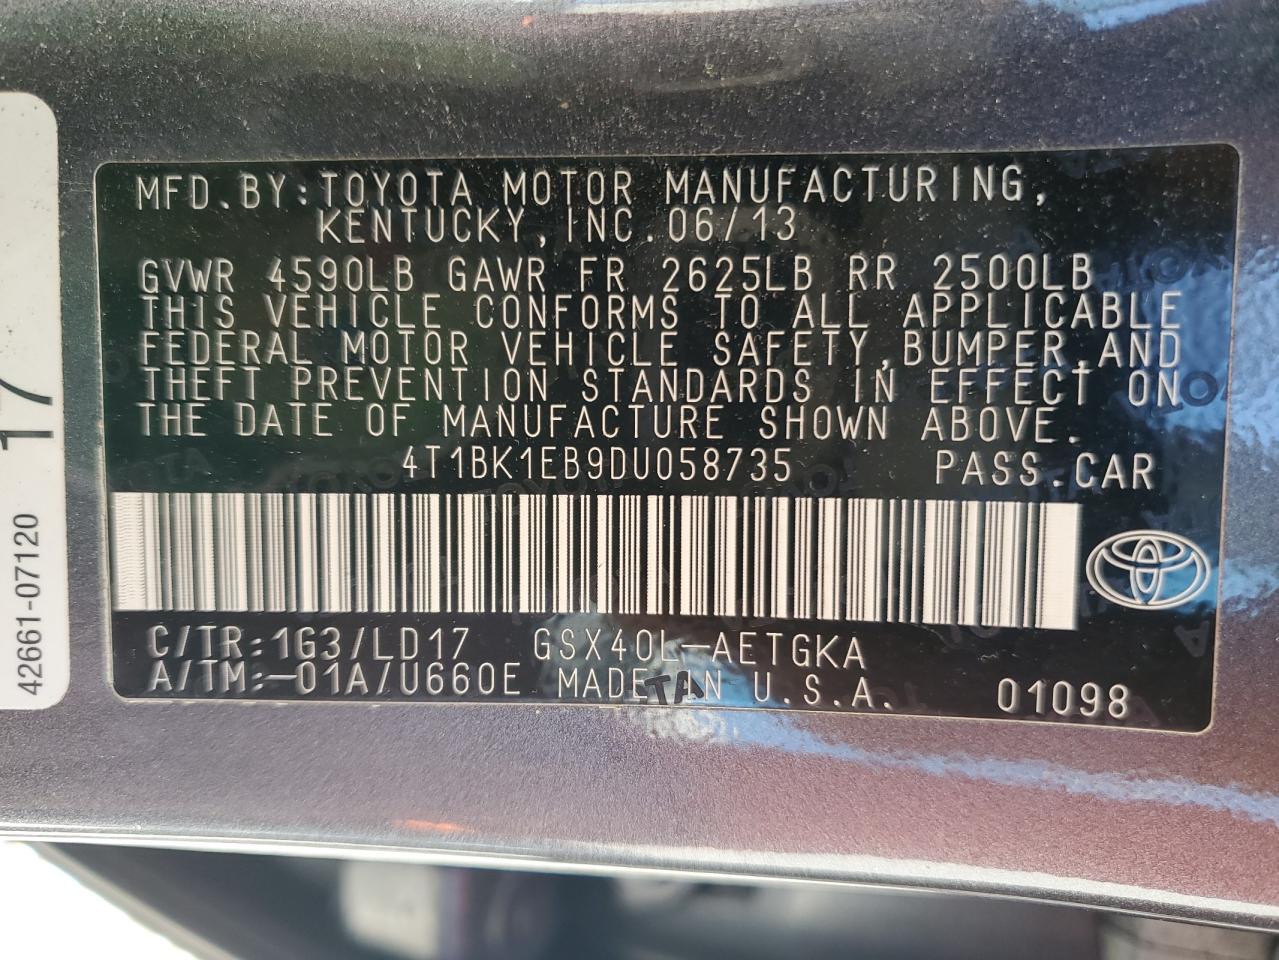 MFD.BY:TOYOTA MOTOR MANUFACTURING,
KENTUCKY,INC.06/13
GVWR 4590LB GAWR FR 2625LB RR 2500LB
THIS VEHICLE CONFORMS TO ALL APPLICABLE
FEDERAL MOTOR VEHICLE SAFETY,BUMPER,AND
THEFT PREVENTION STANDARDS IN EFFECT ON
THE DATE OF MANUFACTURE SHOWN ABOVE.
4T1BK1EB9DU058735 PASS.CAR
C/TR:1G3/LD17 GSX40L-AETGKA
A/TM:-01A/U660E MADE IN U.S.A. 01098
17
42661-07120